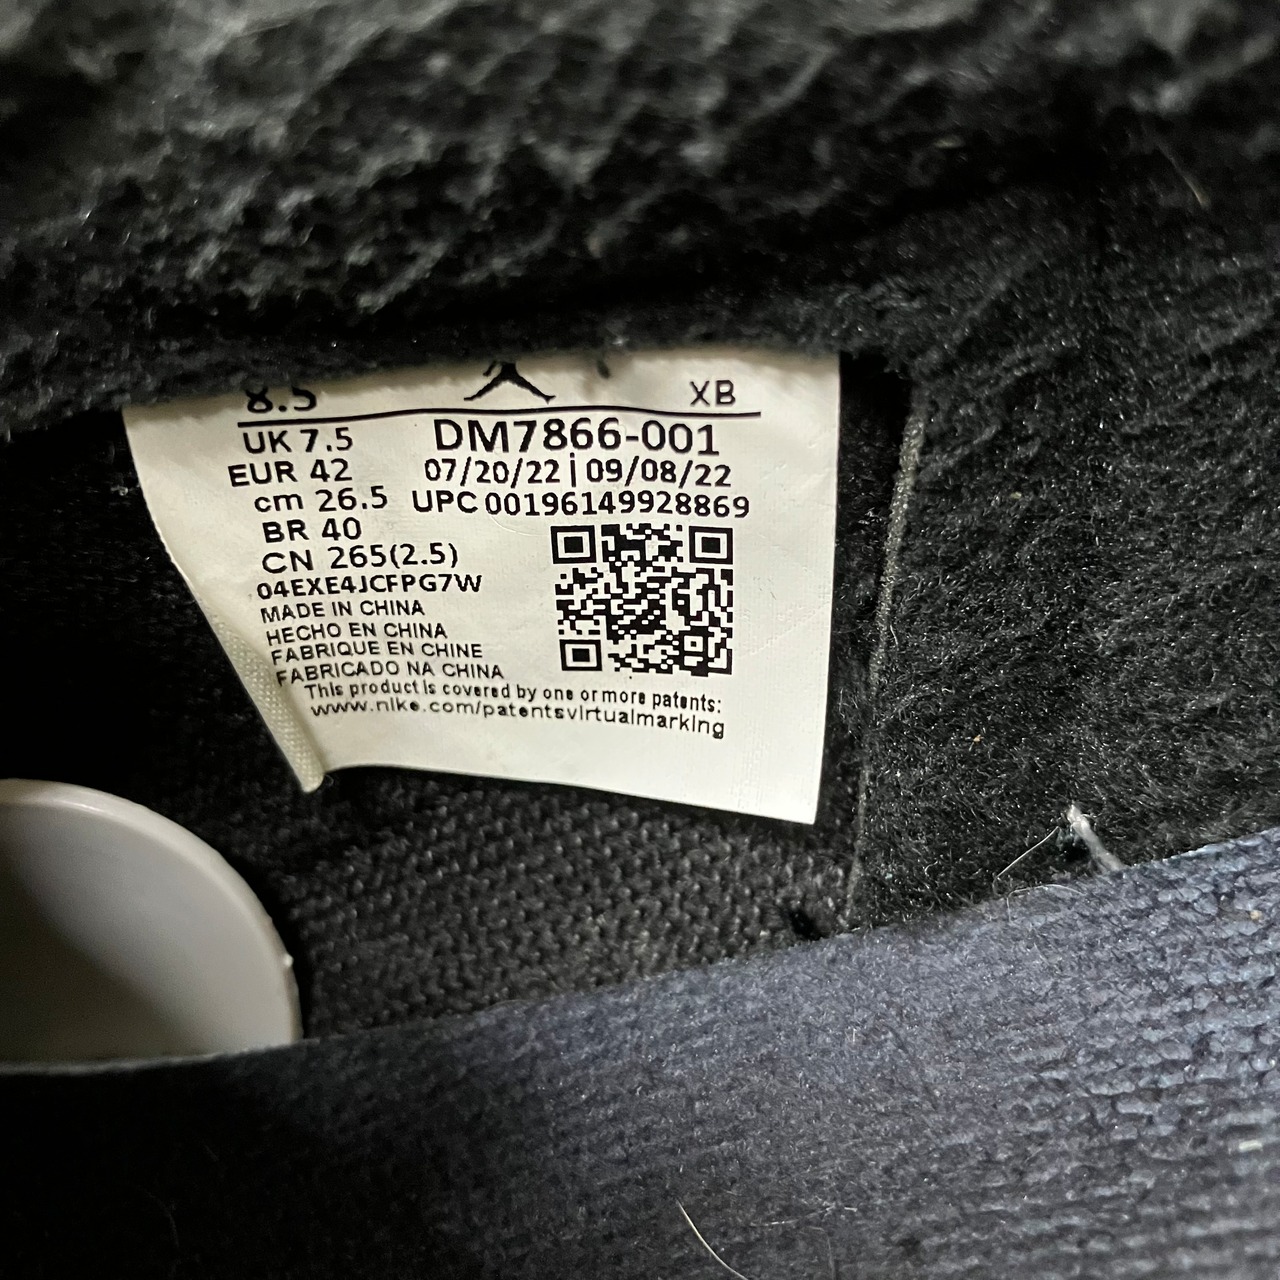 8.5 XB
UK 7.5 DM7866-001
EUR 42 07/20/22 | 09/08/22
cm 26.5 UPC 00196149928869
BR 40
CN 265(2.5)
04EXE4JCFPG7W
MADE IN CHINA
HECHO EN CHINA
FABRIQUE EN CHINE
FABRICADO NA CHINA
This product is covered by one or more patents:
www.nike.com/patentsvirtualmarking